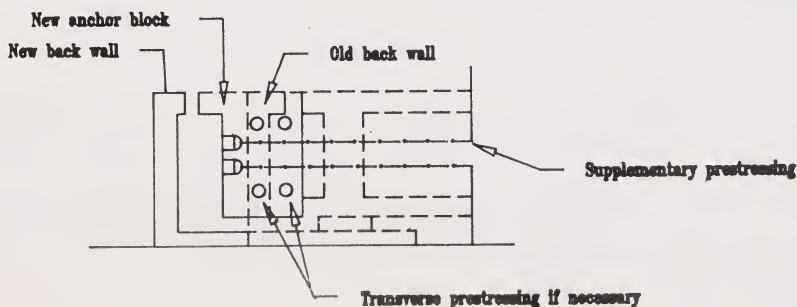 New anchor block
New back wall
Old back wall
Supplementary prestressing
Transverse prestressing if necessary